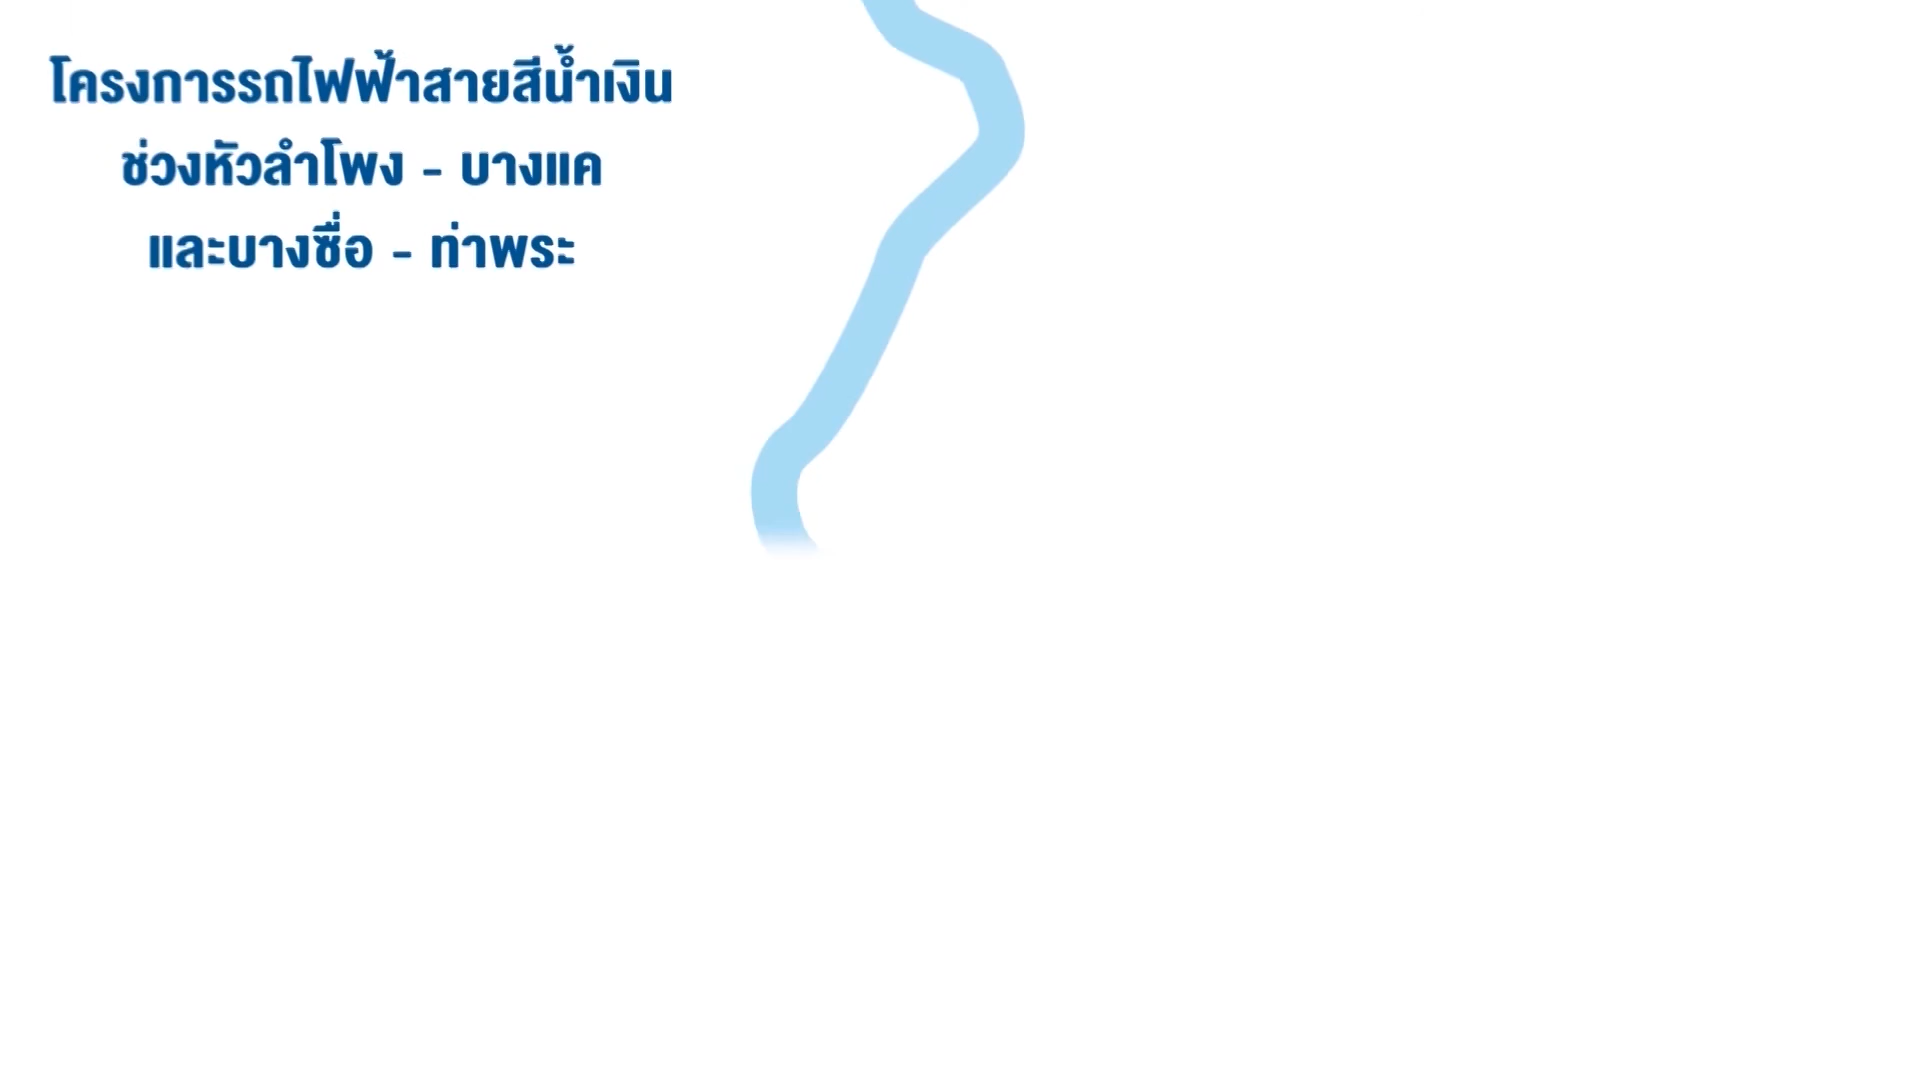 โครงการรถไฟฟ้าสายสีน้ำเงิน
ช่วงหัวลำโพง - บางแค
และบางซื่อ - ท่าพระ